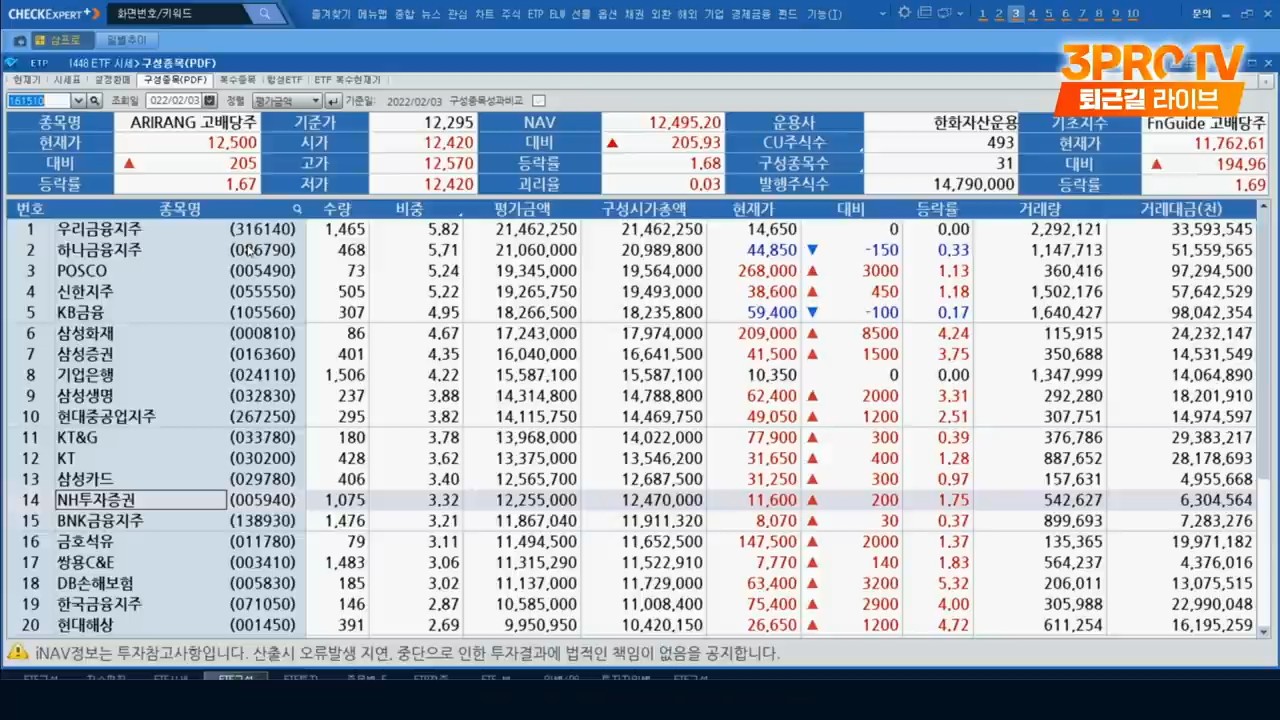 CHECK EXPERT+ 화면번호/키워드 즐겨찾기 메뉴맵 종합 뉴스 관심 차트 주식 ETP ELW 선물 옵션 채권 외환 해외 기업 경제금융 펀드 기능(I) 1 2 3 4 5 6 7 8 9 10 문의
삼프로 밀별추이
ETP [448 ETF 시세>구성종목(PDF)
3PROTV
퇴근길 라이브
현재가 시세표 설정환매 구성종목(PDF) 복수종목 합성ETF ETF 복수현재가
161510 조회일 022/02/03 정렬 평가금액 기준일: 2022/02/03 구성종목성과비교
종목명 ARIRANG 고배당주 기준가 12,295 NAV 12,495.20 운용사 한화자산운용 기초지수 FnGuide 고배당주
현재가 12,500 시가 12,420 대비 ▲ 205.93 CU주식수 493 현재가 11,762.61
대비 ▲ 205 고가 12,570 등락률 1.68 구성종목수 31 대비 ▲ 194.96
등락률 1.67 저가 12,420 괴리율 0.03 발행주식수 14,790,000 등락률 1.69
번호 종목명 수량 비중 평가금액 구성시가총액 현재가 대비 등락률 거래량 거래대금(천)
1 우리금융지주 (316140) 1,465 5.82 21,462,250 21,462,250 14,650 0 0.00 2,292,121 33,593,545
2 하나금융지주 (086790) 468 5.71 21,060,000 20,989,800 44,850 ▼ -150 0.33 1,147,713 51,559,565
3 POSCO (005490) 73 5.24 19,345,000 19,564,000 268,000 ▲ 3000 1.13 360,416 97,294,500
4 신한지주 (055550) 505 5.22 19,265,750 19,493,000 38,600 ▲ 450 1.18 1,502,176 57,642,529
5 KB금융 (105560) 307 4.95 18,266,500 18,235,800 59,400 ▼ -100 0.17 1,640,427 98,042,354
6 삼성화재 (000810) 86 4.67 17,243,000 17,974,000 209,000 ▲ 8500 4.24 115,915 24,232,147
7 삼성증권 (016360) 401 4.35 16,040,000 16,641,500 41,500 ▲ 1500 3.75 350,688 14,531,549
8 기업은행 (024110) 1,506 4.22 15,587,100 15,587,100 10,350 0 0.00 1,347,999 14,064,890
9 삼성생명 (032830) 237 3.88 14,314,800 14,788,800 62,400 ▲ 2000 3.31 292,280 18,201,910
10 현대중공업지주 (267250) 295 3.82 14,115,750 14,469,750 49,050 ▲ 1200 2.51 307,751 14,974,597
11 KT&G (033780) 180 3.78 13,968,000 14,022,000 77,900 ▲ 300 0.39 376,786 29,383,217
12 KT (030200) 428 3.62 13,375,000 13,546,200 31,650 ▲ 400 1.28 887,652 28,178,693
13 삼성카드 (029780) 406 3.40 12,565,700 12,687,500 31,250 ▲ 300 0.97 157,631 4,955,668
14 NH투자증권 (005940) 1,075 3.32 12,255,000 12,470,000 11,600 ▲ 200 1.75 542,627 6,304,564
15 BNK금융지주 (138930) 1,476 3.21 11,867,040 11,911,320 8,070 ▲ 30 0.37 899,693 7,283,276
16 금호석유 (011780) 79 3.11 11,494,500 11,652,500 147,500 ▲ 2000 1.37 135,365 19,971,182
17 쌍용C&E (003410) 1,483 3.06 11,315,290 11,522,910 7,770 ▲ 140 1.83 564,237 4,376,016
18 DB손해보험 (005830) 185 3.02 11,137,000 11,729,000 63,400 ▲ 3200 5.32 206,011 13,075,515
19 한국금융지주 (071050) 146 2.87 10,585,000 11,008,400 75,400 ▲ 2900 4.00 305,988 22,990,048
20 현대해상 (001450) 391 2.69 9,950,950 10,420,150 26,650 ▲ 1200 4.72 611,254 16,195,259
iNAV정보는 투자참고사항입니다. 산출시 오류발생 지연, 중단으로 인한 투자결과에 법적인 책임이 없음을 공지합니다.